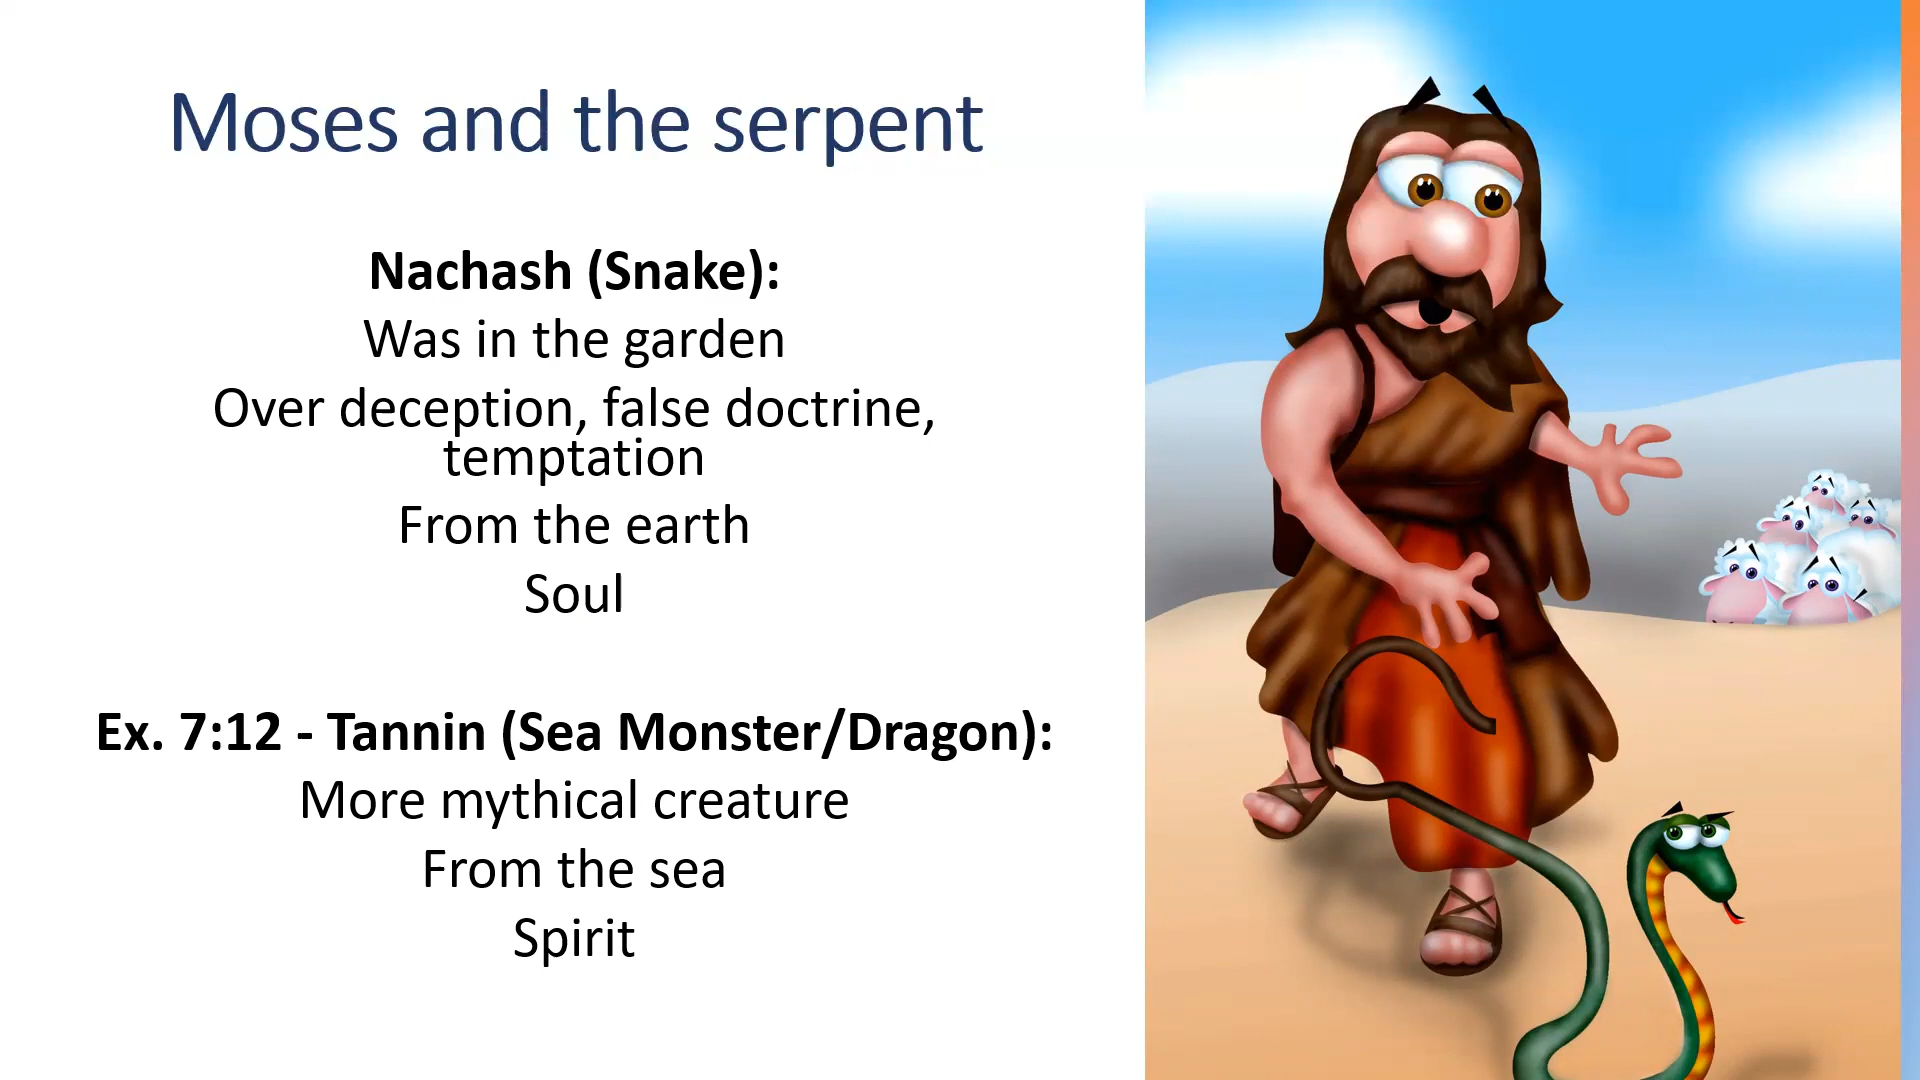 Moses and the serpent
Nachash (Snake):
Was in the garden
Over deception, false doctrine,
temptation
From the earth
Soul
Ex. 7:12 - Tannin (Sea Monster/Dragon):
More mythical creature
From the sea
Spirit